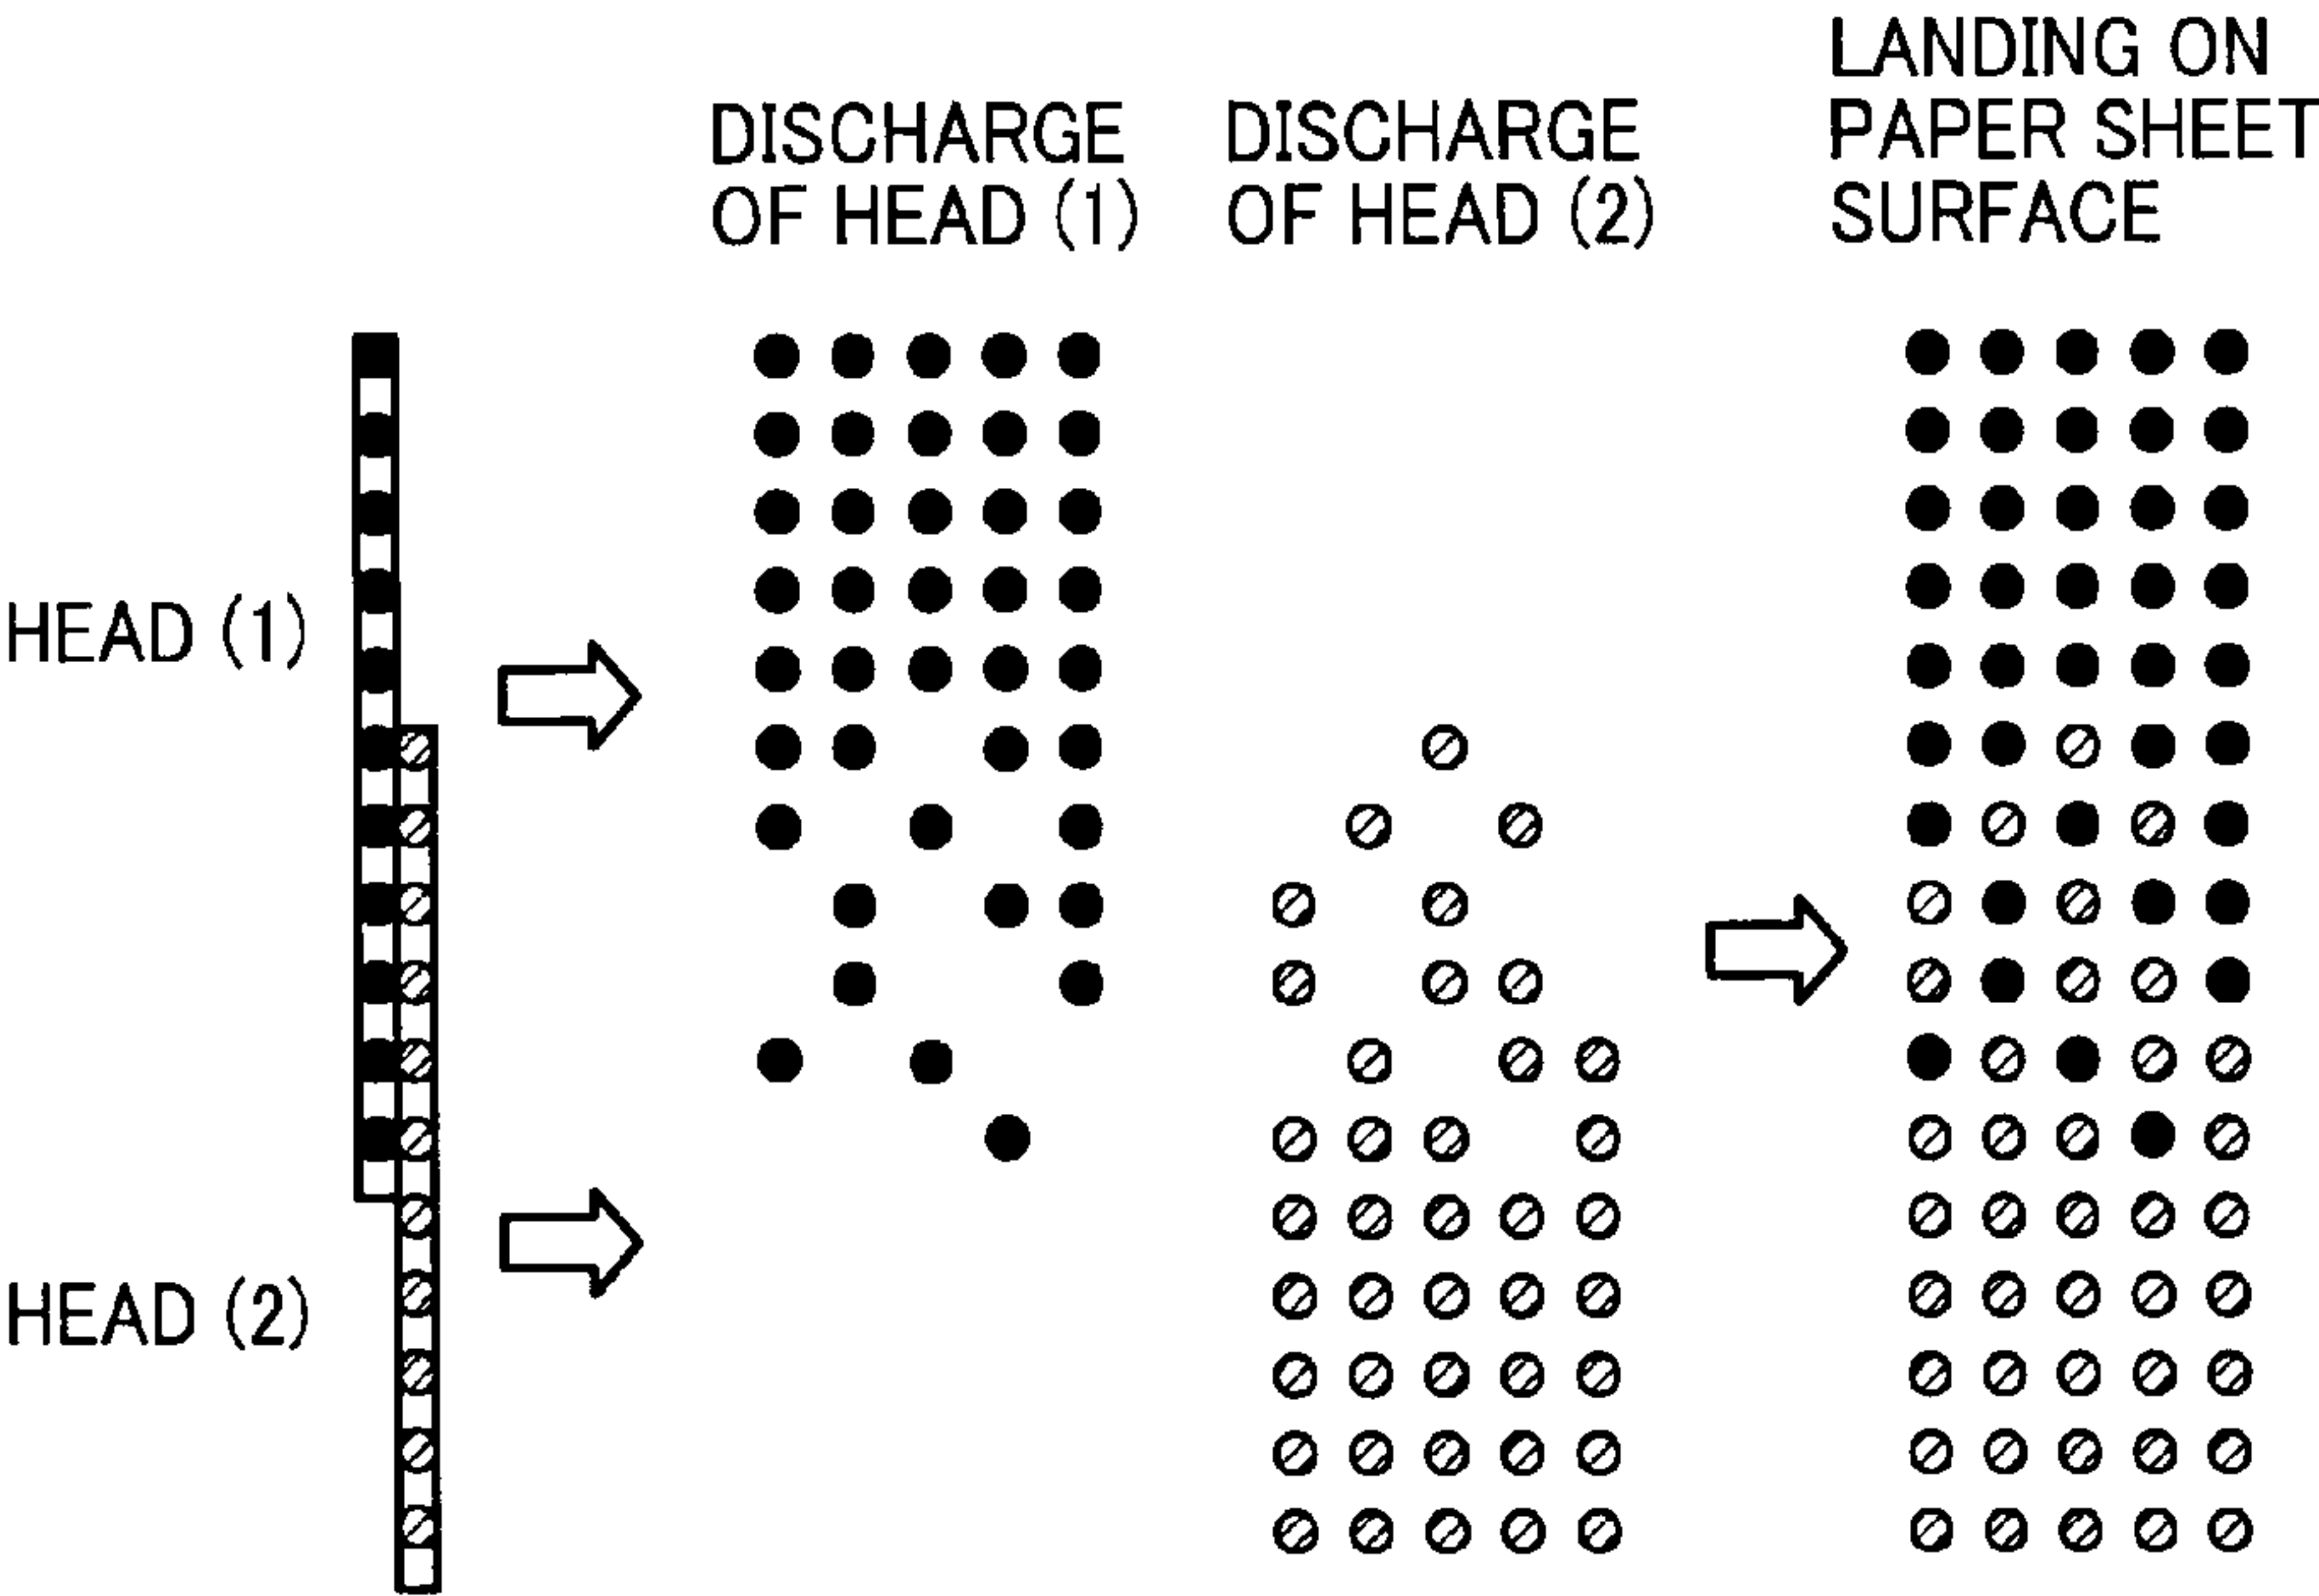 DISCHARGE
OF HEAD (1)
DISCHARGE
OF HEAD (2)
LANDING ON
PAPER SHEET
SURFACE
HEAD (1)
HEAD (2)